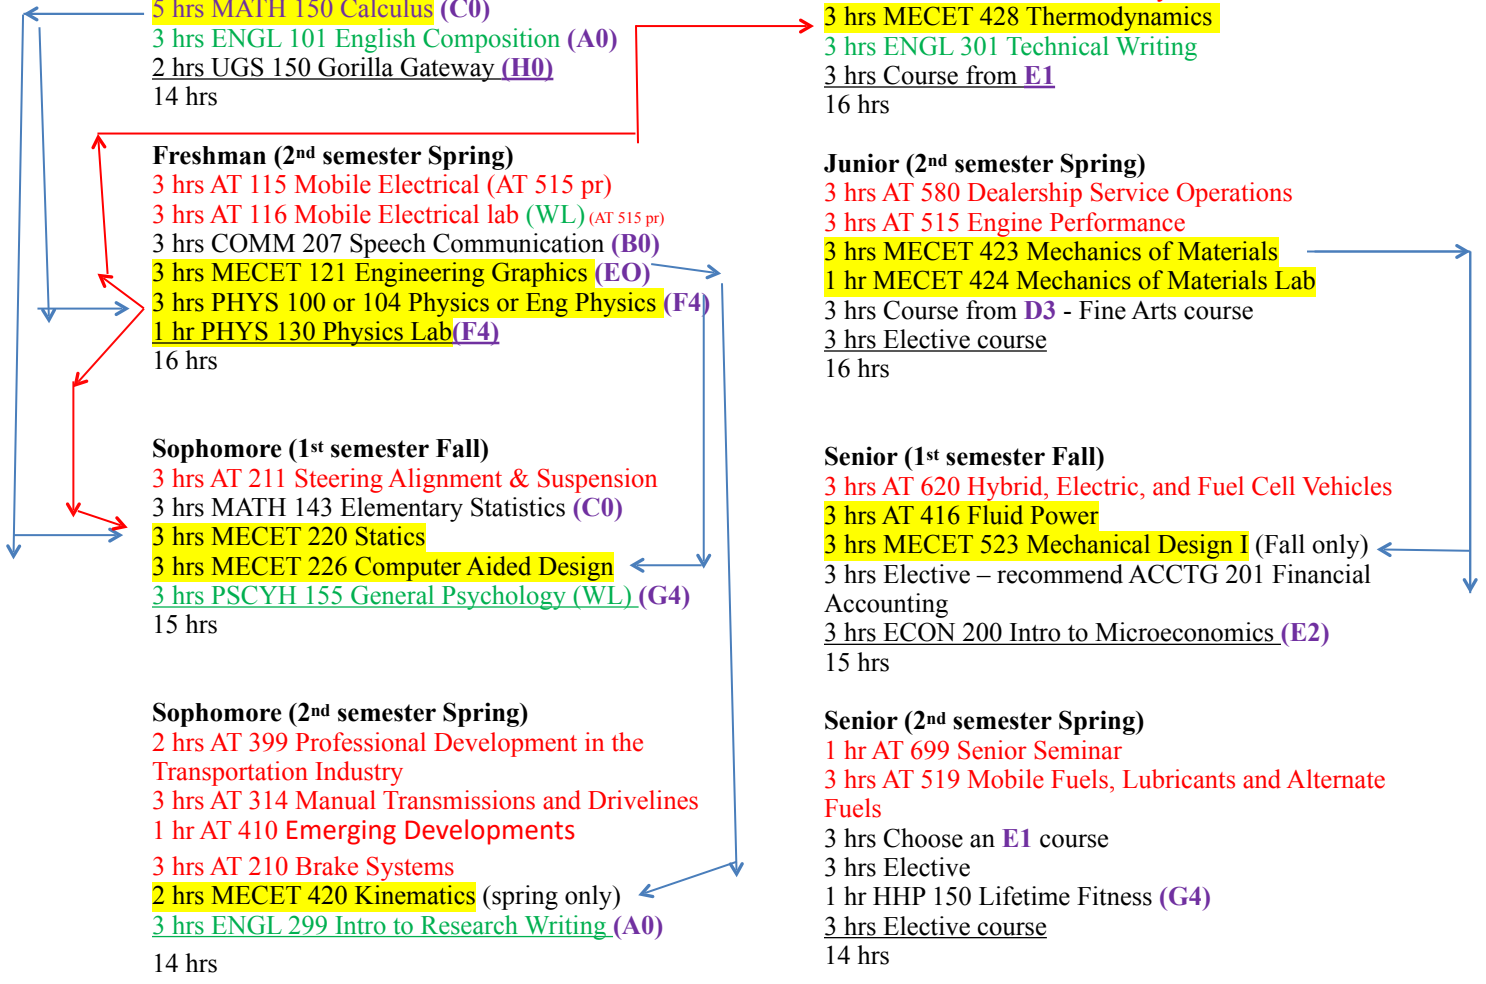 5 hrs MATH 150 Calculus (C0)
3 hrs ENGL 101 English Composition (A0)
2 hrs UGS 150 Gorilla Gateway (H0)
14 hrs
Freshman (2nd semester Spring)
3 hrs AT 115 Mobile Electrical (AT 515 pr)
3 hrs AT 116 Mobile Electrical lab (WL) (AT 515 pr)
3 hrs COMM 207 Speech Communication (B0)
3 hrs MECET 121 Engineering Graphics (EO)
3 hrs PHYS 100 or 104 Physics or Eng Physics (F4)
1 hr PHYS 130 Physics Lab(F4)
16 hrs
Sophomore (1st semester Fall)
3 hrs AT 211 Steering Alignment & Suspension
3 hrs MATH 143 Elementary Statistics (C0)
3 hrs MECET 220 Statics
3 hrs MECET 226 Computer Aided Design
3 hrs PSCYH 155 General Psychology (WL) (G4)
15 hrs
Sophomore (2nd semester Spring)
2 hrs AT 399 Professional Development in the
Transportation Industry
3 hrs AT 314 Manual Transmissions and Drivelines
1 hr AT 410 Emerging Developments
3 hrs AT 210 Brake Systems
2 hrs MECET 420 Kinematics (spring only)
3 hrs ENGL 299 Intro to Research Writing (A0)
14 hrs
3 hrs MECET 428 Thermodynamics
3 hrs ENGL 301 Technical Writing
3 hrs Course from E1
16 hrs
Junior (2nd semester Spring)
3 hrs AT 580 Dealership Service Operations
3 hrs AT 515 Engine Performance
3 hrs MECET 423 Mechanics of Materials
1 hr MECET 424 Mechanics of Materials Lab
3 hrs Course from D3 - Fine Arts course
3 hrs Elective course
16 hrs
Senior (1st semester Fall)
3 hrs AT 620 Hybrid, Electric, and Fuel Cell Vehicles
3 hrs AT 416 Fluid Power
3 hrs MECET 523 Mechanical Design I (Fall only)
3 hrs Elective – recommend ACCTG 201 Financial
Accounting
3 hrs ECON 200 Intro to Microeconomics (E2)
15 hrs
Senior (2nd semester Spring)
1 hr AT 699 Senior Seminar
3 hrs AT 519 Mobile Fuels, Lubricants and Alternate
Fuels
3 hrs Choose an E1 course
3 hrs Elective
1 hr HHP 150 Lifetime Fitness (G4)
3 hrs Elective course
14 hrs